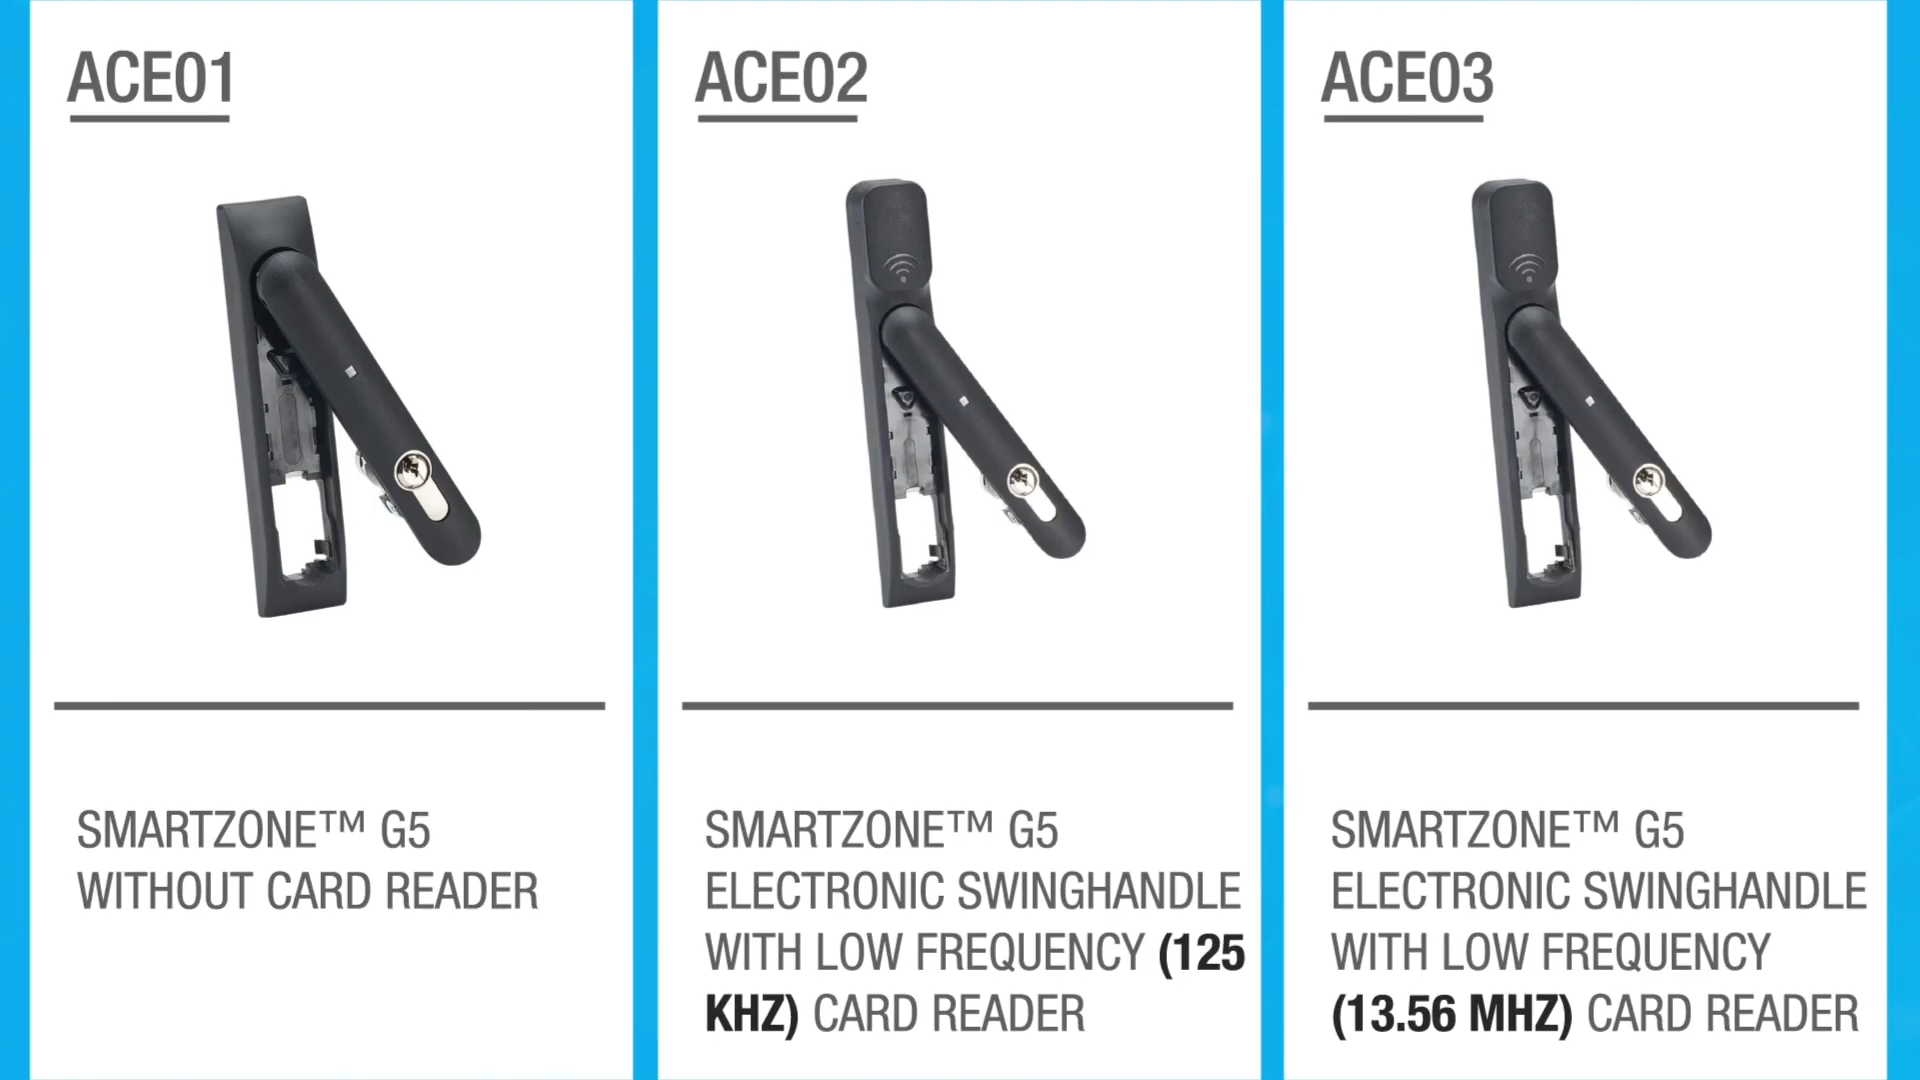 ACE01
SMARTZONE™ G5
WITHOUT CARD READER
ACE02
SMARTZONE™ G5
ELECTRONIC SWINGHANDLE
WITH LOW FREQUENCY (125
KHZ) CARD READER
ACE03
SMARTZONE™ G5
ELECTRONIC SWINGHANDLE
WITH LOW FREQUENCY
(13.56 MHZ) CARD READER